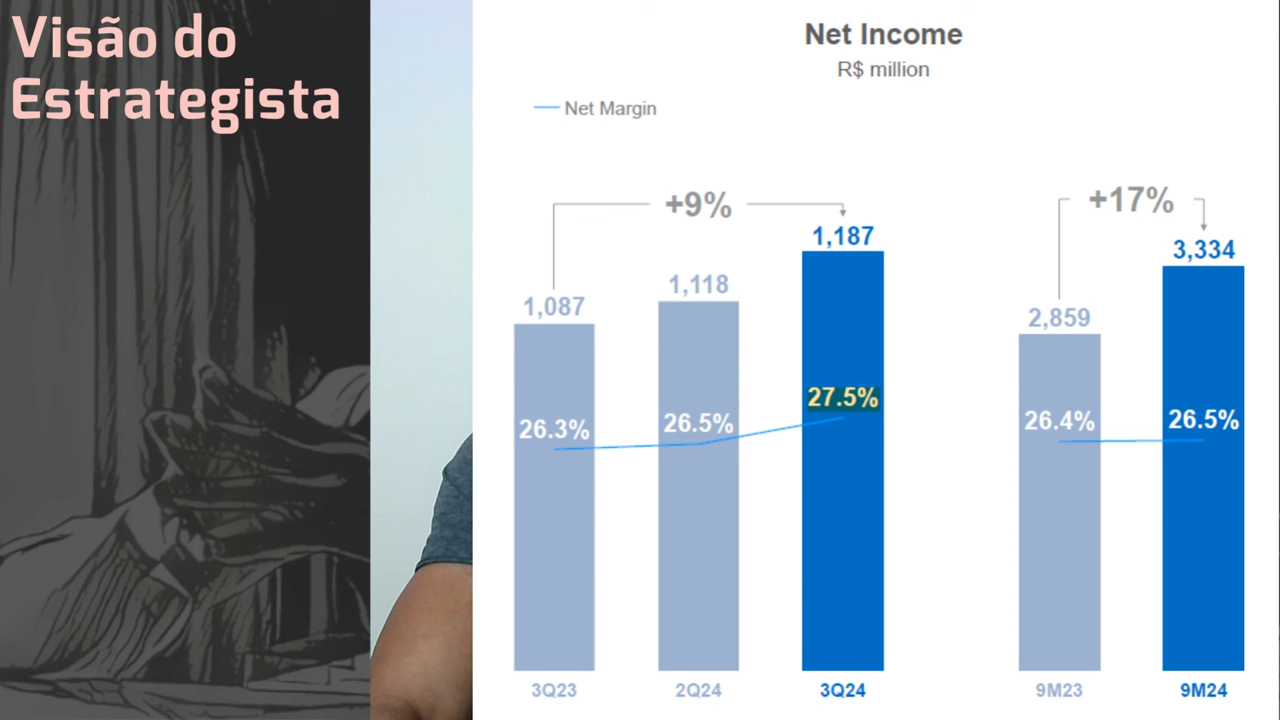 Visão do
Estrategista
Net Income
R$ million
Net Margin
+9%
+17%
1,087
1,118
1,187
2,859
3,334
26.3%
26.5%
27.5%
26.4%
26.5%
3Q23
2Q24
3Q24
9M23
9M24